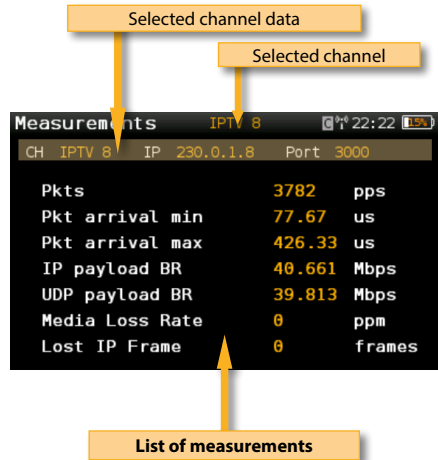 Selected channel data
Selected channel
Measurements IPTV 8 C 22:22 15%
CH IPTV 8 IP 230.0.1.8 Port 3000
Pkts 3782 pps
Pkt arrival min 77.67 us
Pkt arrival max 426.33 us
IP payload BR 40.661 Mbps
UDP payload BR 39.813 Mbps
Media Loss Rate 0 ppm
Lost IP Frame 0 frames
List of measurements